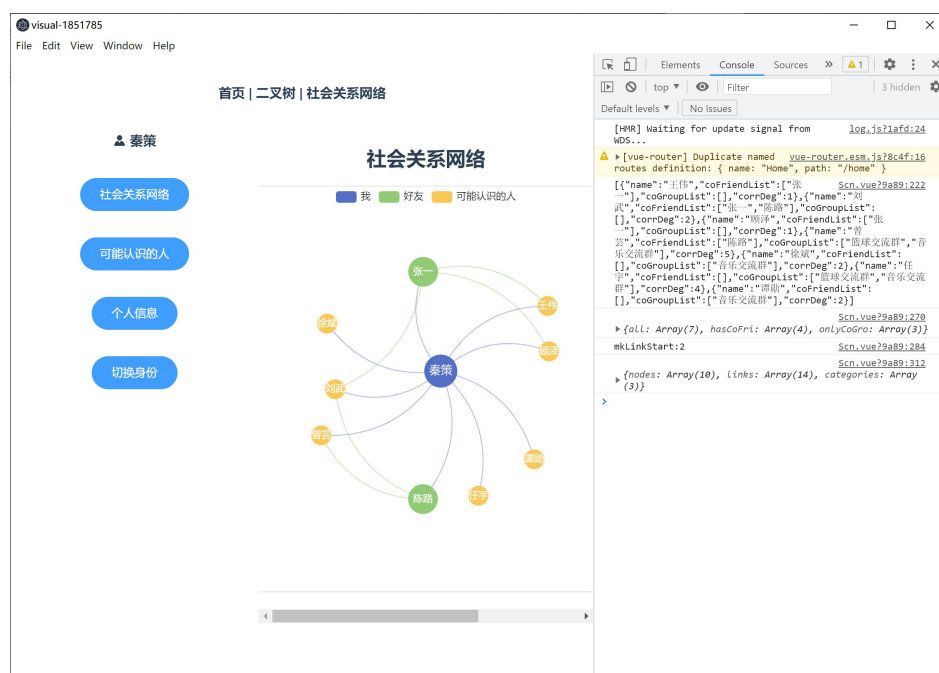 visual-1851785
File Edit View Window Help
首页 | 二叉树 | 社会关系网络
秦策
社会关系网络
可能认识的人
个人信息
切换身份
社会关系网络
我 好友 可能认识的人
张一
王伟
徐斌
顾泽
秦策
刘武
曾芸
谭勋
任宇
陈路
Elements Console Sources » 1
top ▼ Filter 3 hidden
Default levels ▼ No Issues
[HMR] Waiting for update signal from log.js?1afd:24
WDS...
▶[vue-router] Duplicate named vue-router.esm.js?8c4f:16
routes definition: { name: "Home", path: "/home" }
[{"name":"王伟","coFriendList":["张 Scn.vue?9a89:222
一"],"coGroupList":[],"corrDeg":1},{"name":"刘
武","coFriendList":["张一","陈路"],"coGroupList":
[],"corrDeg":2},{"name":"顾泽","coFriendList":["张
一"],"coGroupList":[],"corrDeg":1},{"name":"曾
芸","coFriendList":["陈路"],"coGroupList":["篮球交流群","音
乐交流群"],"corrDeg":5},{"name":"徐斌","coFriendList":
[],"coGroupList":["音乐交流群"],"corrDeg":2},{"name":"任
宇","coFriendList":[],"coGroupList":["篮球交流群","音乐交流
群"],"corrDeg":4},{"name":"谭勋","coFriendList":
[],"coGroupList":["音乐交流群"],"corrDeg":2}]
Scn.vue?9a89:270
▶{all: Array(7), hasCoFri: Array(4), onlyCoGro: Array(3)}
mkLinkStart:2 Scn.vue?9a89:284
Scn.vue?9a89:312
▶{nodes: Array(10), links: Array(14), categories: Array
(3)}